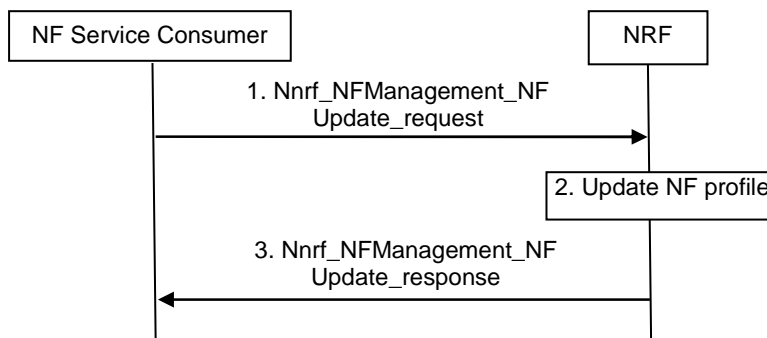 NF Service Consumer
NRF
1. Nnrf_NFManagement_NF
Update_request
2. Update NF profile
3. Nnrf_NFManagement_NF
Update_response